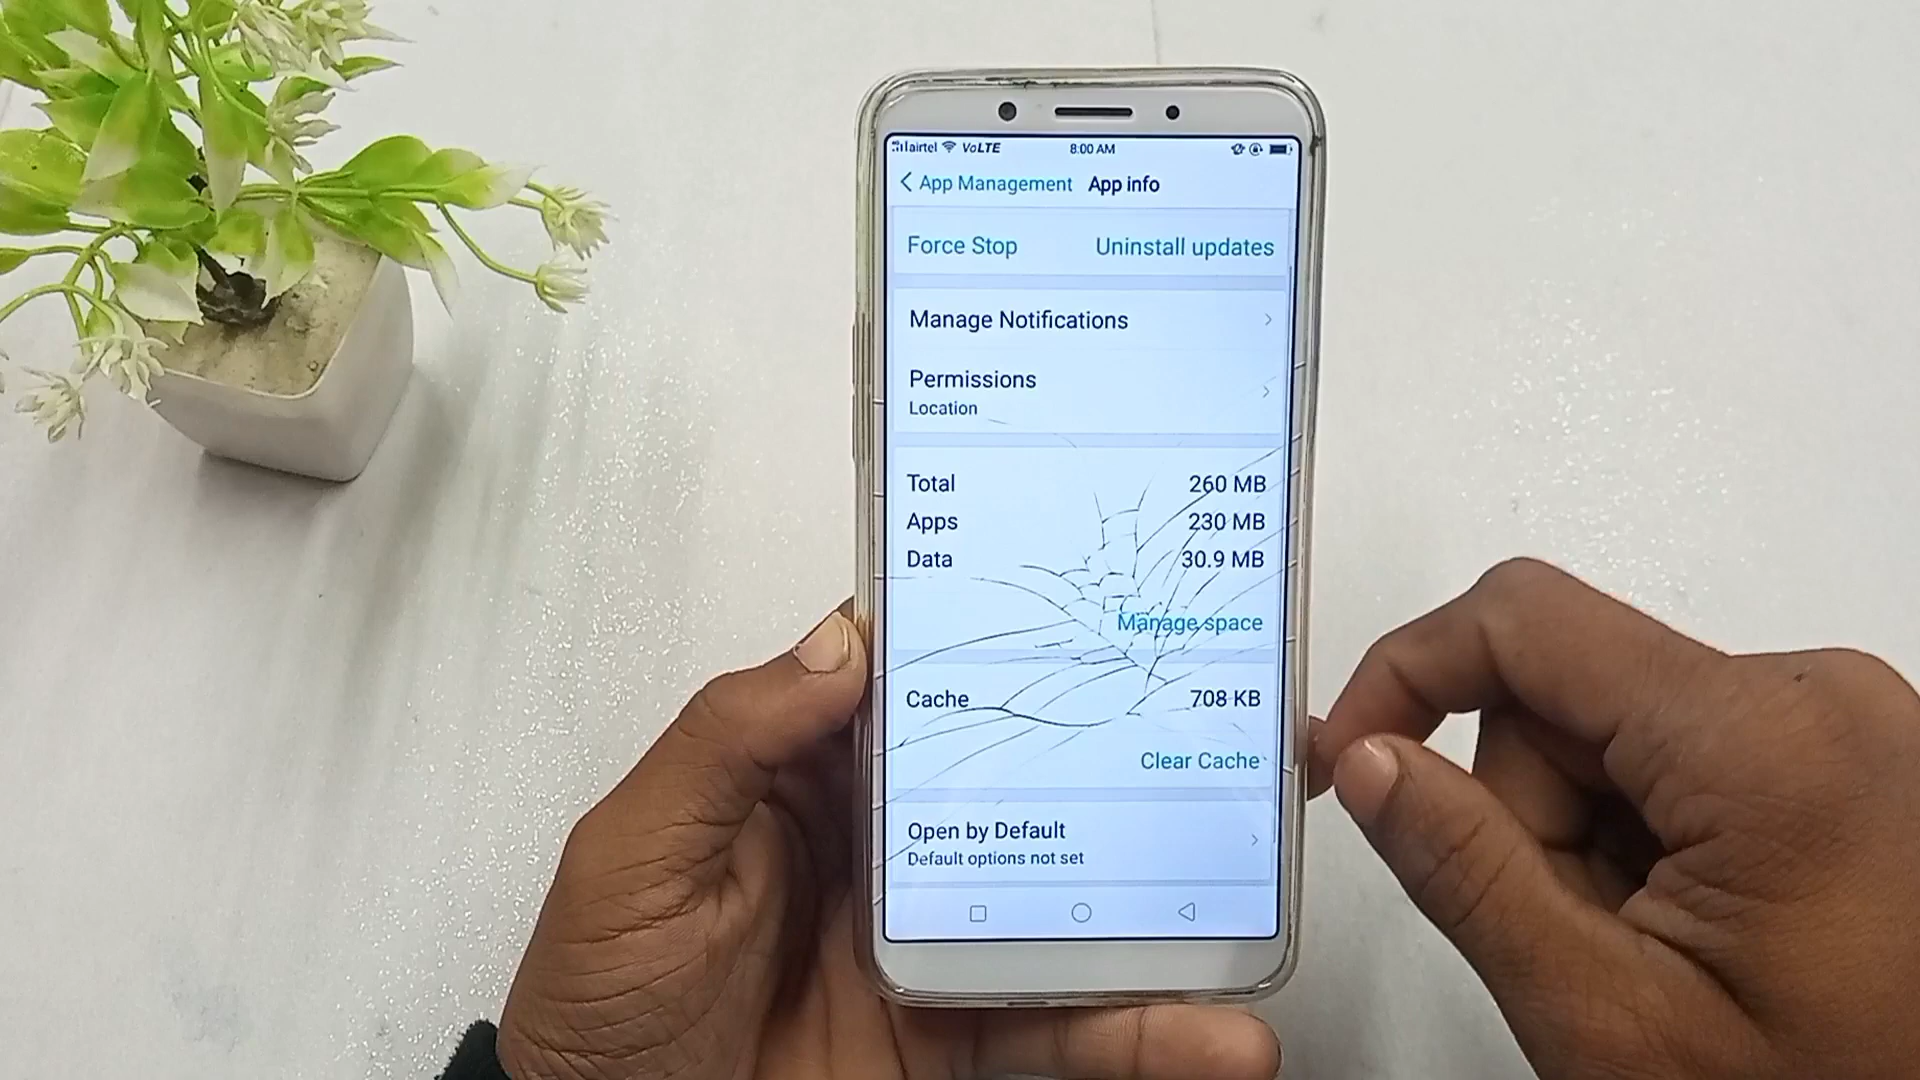 airtel VoLTE 8:00 AM
App Management App info
Force Stop Uninstall updates
Manage Notifications
Permissions
Location
Total 260 MB
Apps 230 MB
Data 30.9 MB
Manage space
Cache 708 KB
Clear Cache
Open by Default
Default options not set